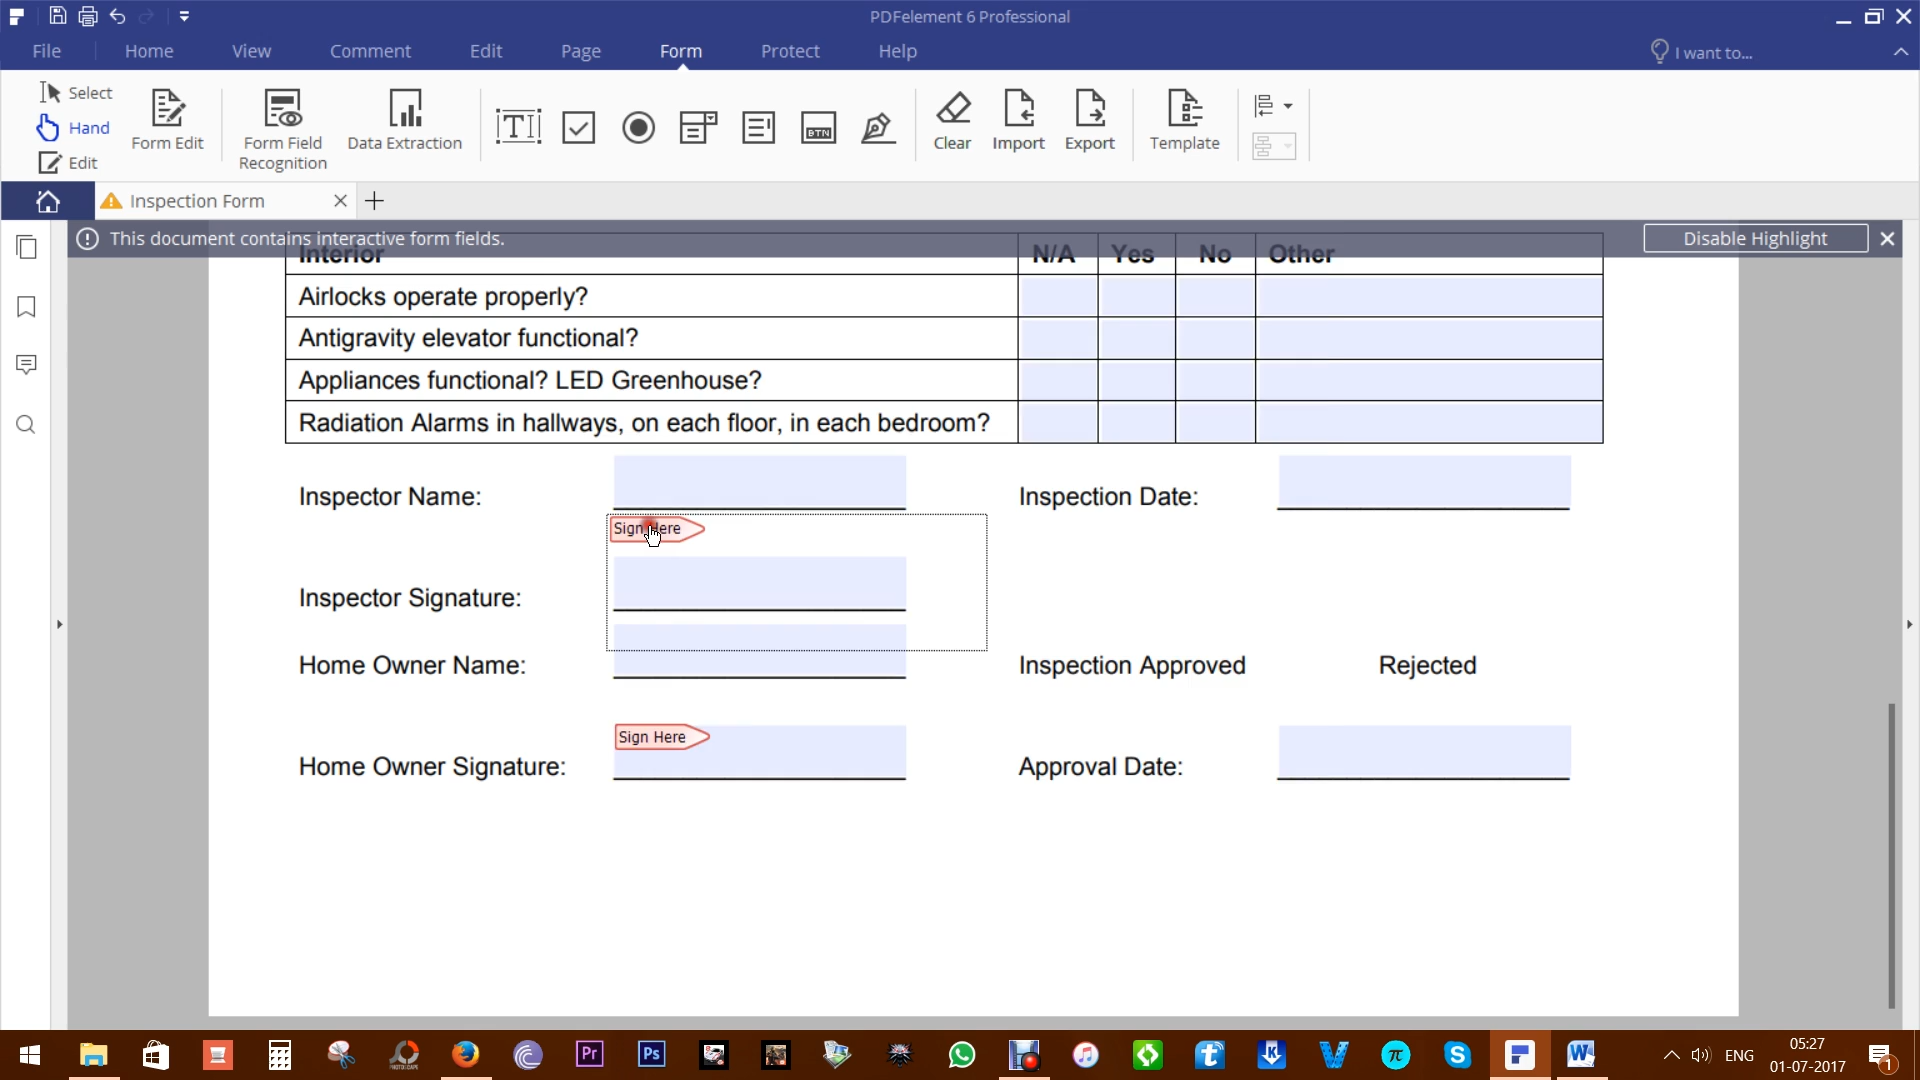 PDFelement 6 Professional
File Home View Comment Edit Page Form Protect Help I want to...
Select
Hand
Edit
Form Edit
Form Field
Recognition
Data Extraction
T
BTN
Clear
Import
Export
Template
Inspection Form
This document contains interactive form fields.
Disable Highlight
Interior N/A Yes No Other
Airlocks operate properly?
Antigravity elevator functional?
Appliances functional? LED Greenhouse?
Radiation Alarms in hallways, on each floor, in each bedroom?
Inspector Name:
Inspection Date:
Sign Here
Inspector Signature:
Home Owner Name:
Inspection Approved
Rejected
Sign Here
Home Owner Signature:
Approval Date:
Pr
Ps
ENG
05:27
01-07-2017
1